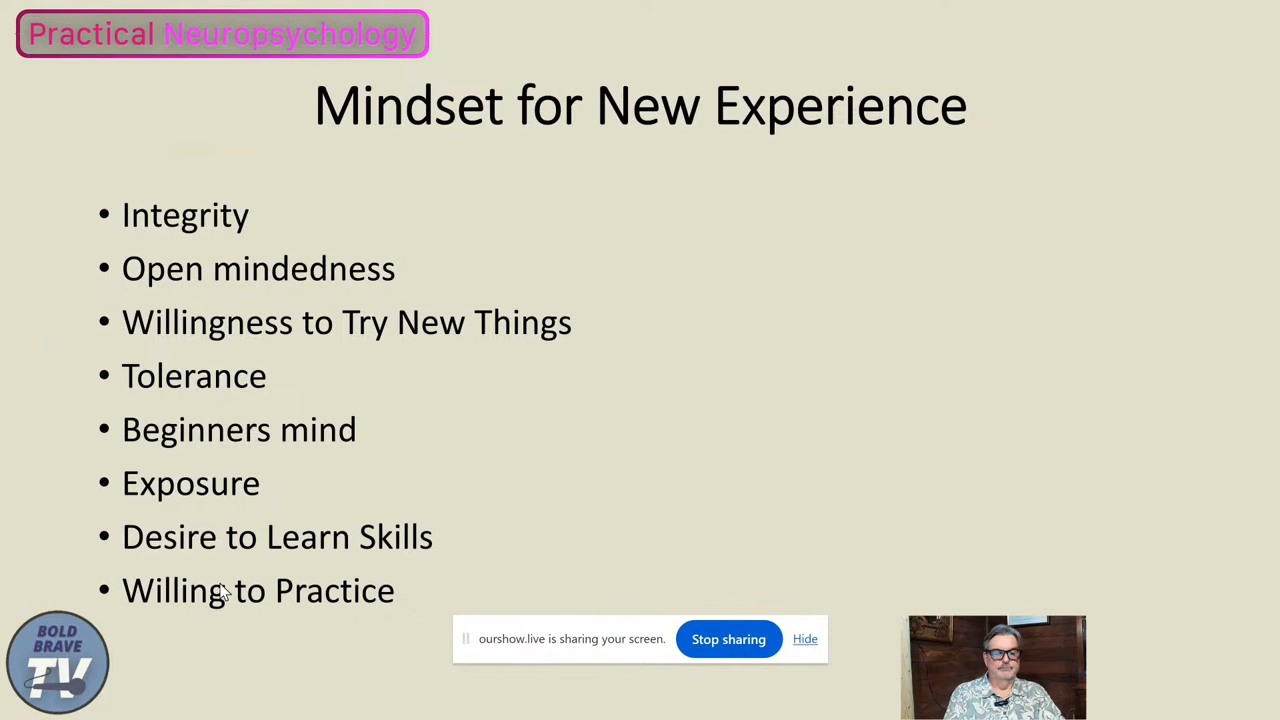 Practical Neuropsychology
Mindset for New Experience
• Integrity
• Open mindedness
• Willingness to Try New Things
• Tolerance
• Beginners mind
• Exposure
• Desire to Learn Skills
• Willing to Practice
ourshow.live is sharing your screen.
Stop sharing
Hide
BOLD
BRAVE
TV